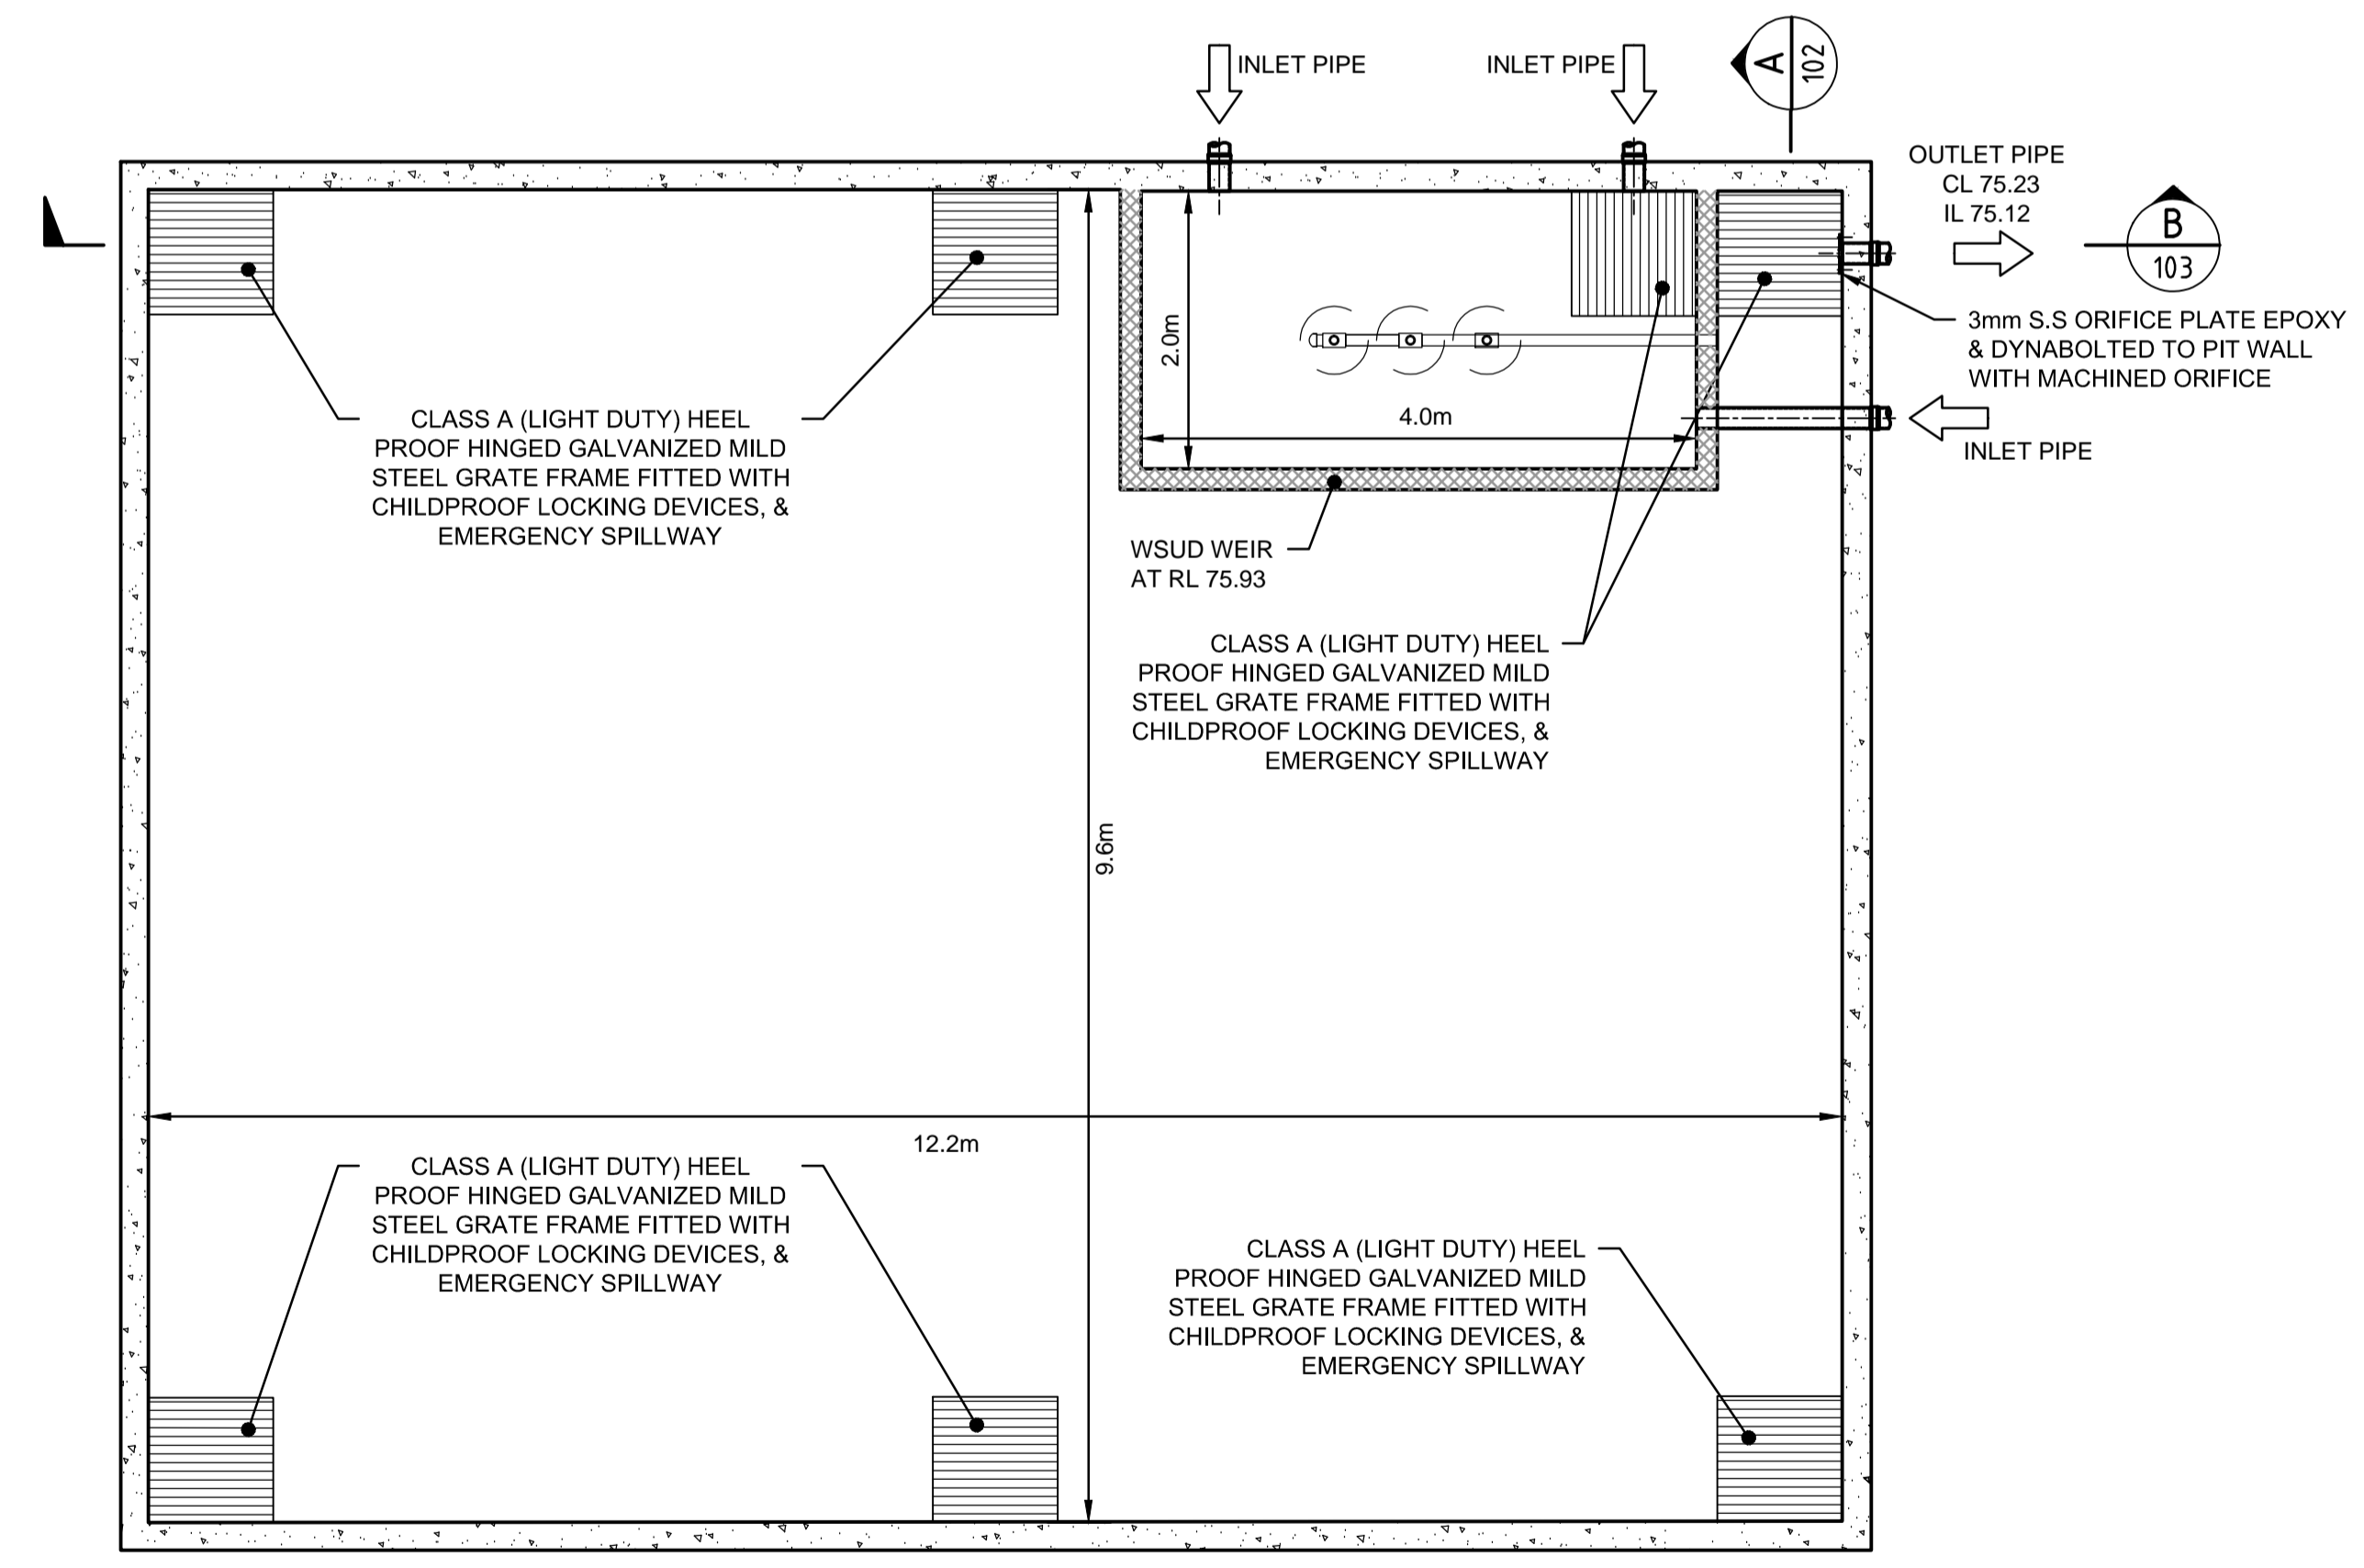 INLET PIPE
INLET PIPE
A
102
OUTLET PIPE
CL 75.23
IL 75.12
B
103
3mm S.S ORIFICE PLATE EPOXY
& DYNABOLTED TO PIT WALL
WITH MACHINED ORIFICE
INLET PIPE
2.0m
4.0m
CLASS A (LIGHT DUTY) HEEL
PROOF HINGED GALVANIZED MILD
STEEL GRATE FRAME FITTED WITH
CHILDPROOF LOCKING DEVICES, &
EMERGENCY SPILLWAY
WSUD WEIR
AT RL 75.93
CLASS A (LIGHT DUTY) HEEL
PROOF HINGED GALVANIZED MILD
STEEL GRATE FRAME FITTED WITH
CHILDPROOF LOCKING DEVICES, &
EMERGENCY SPILLWAY
9.6m
12.2m
CLASS A (LIGHT DUTY) HEEL
PROOF HINGED GALVANIZED MILD
STEEL GRATE FRAME FITTED WITH
CHILDPROOF LOCKING DEVICES, &
EMERGENCY SPILLWAY
CLASS A (LIGHT DUTY) HEEL
PROOF HINGED GALVANIZED MILD
STEEL GRATE FRAME FITTED WITH
CHILDPROOF LOCKING DEVICES, &
EMERGENCY SPILLWAY